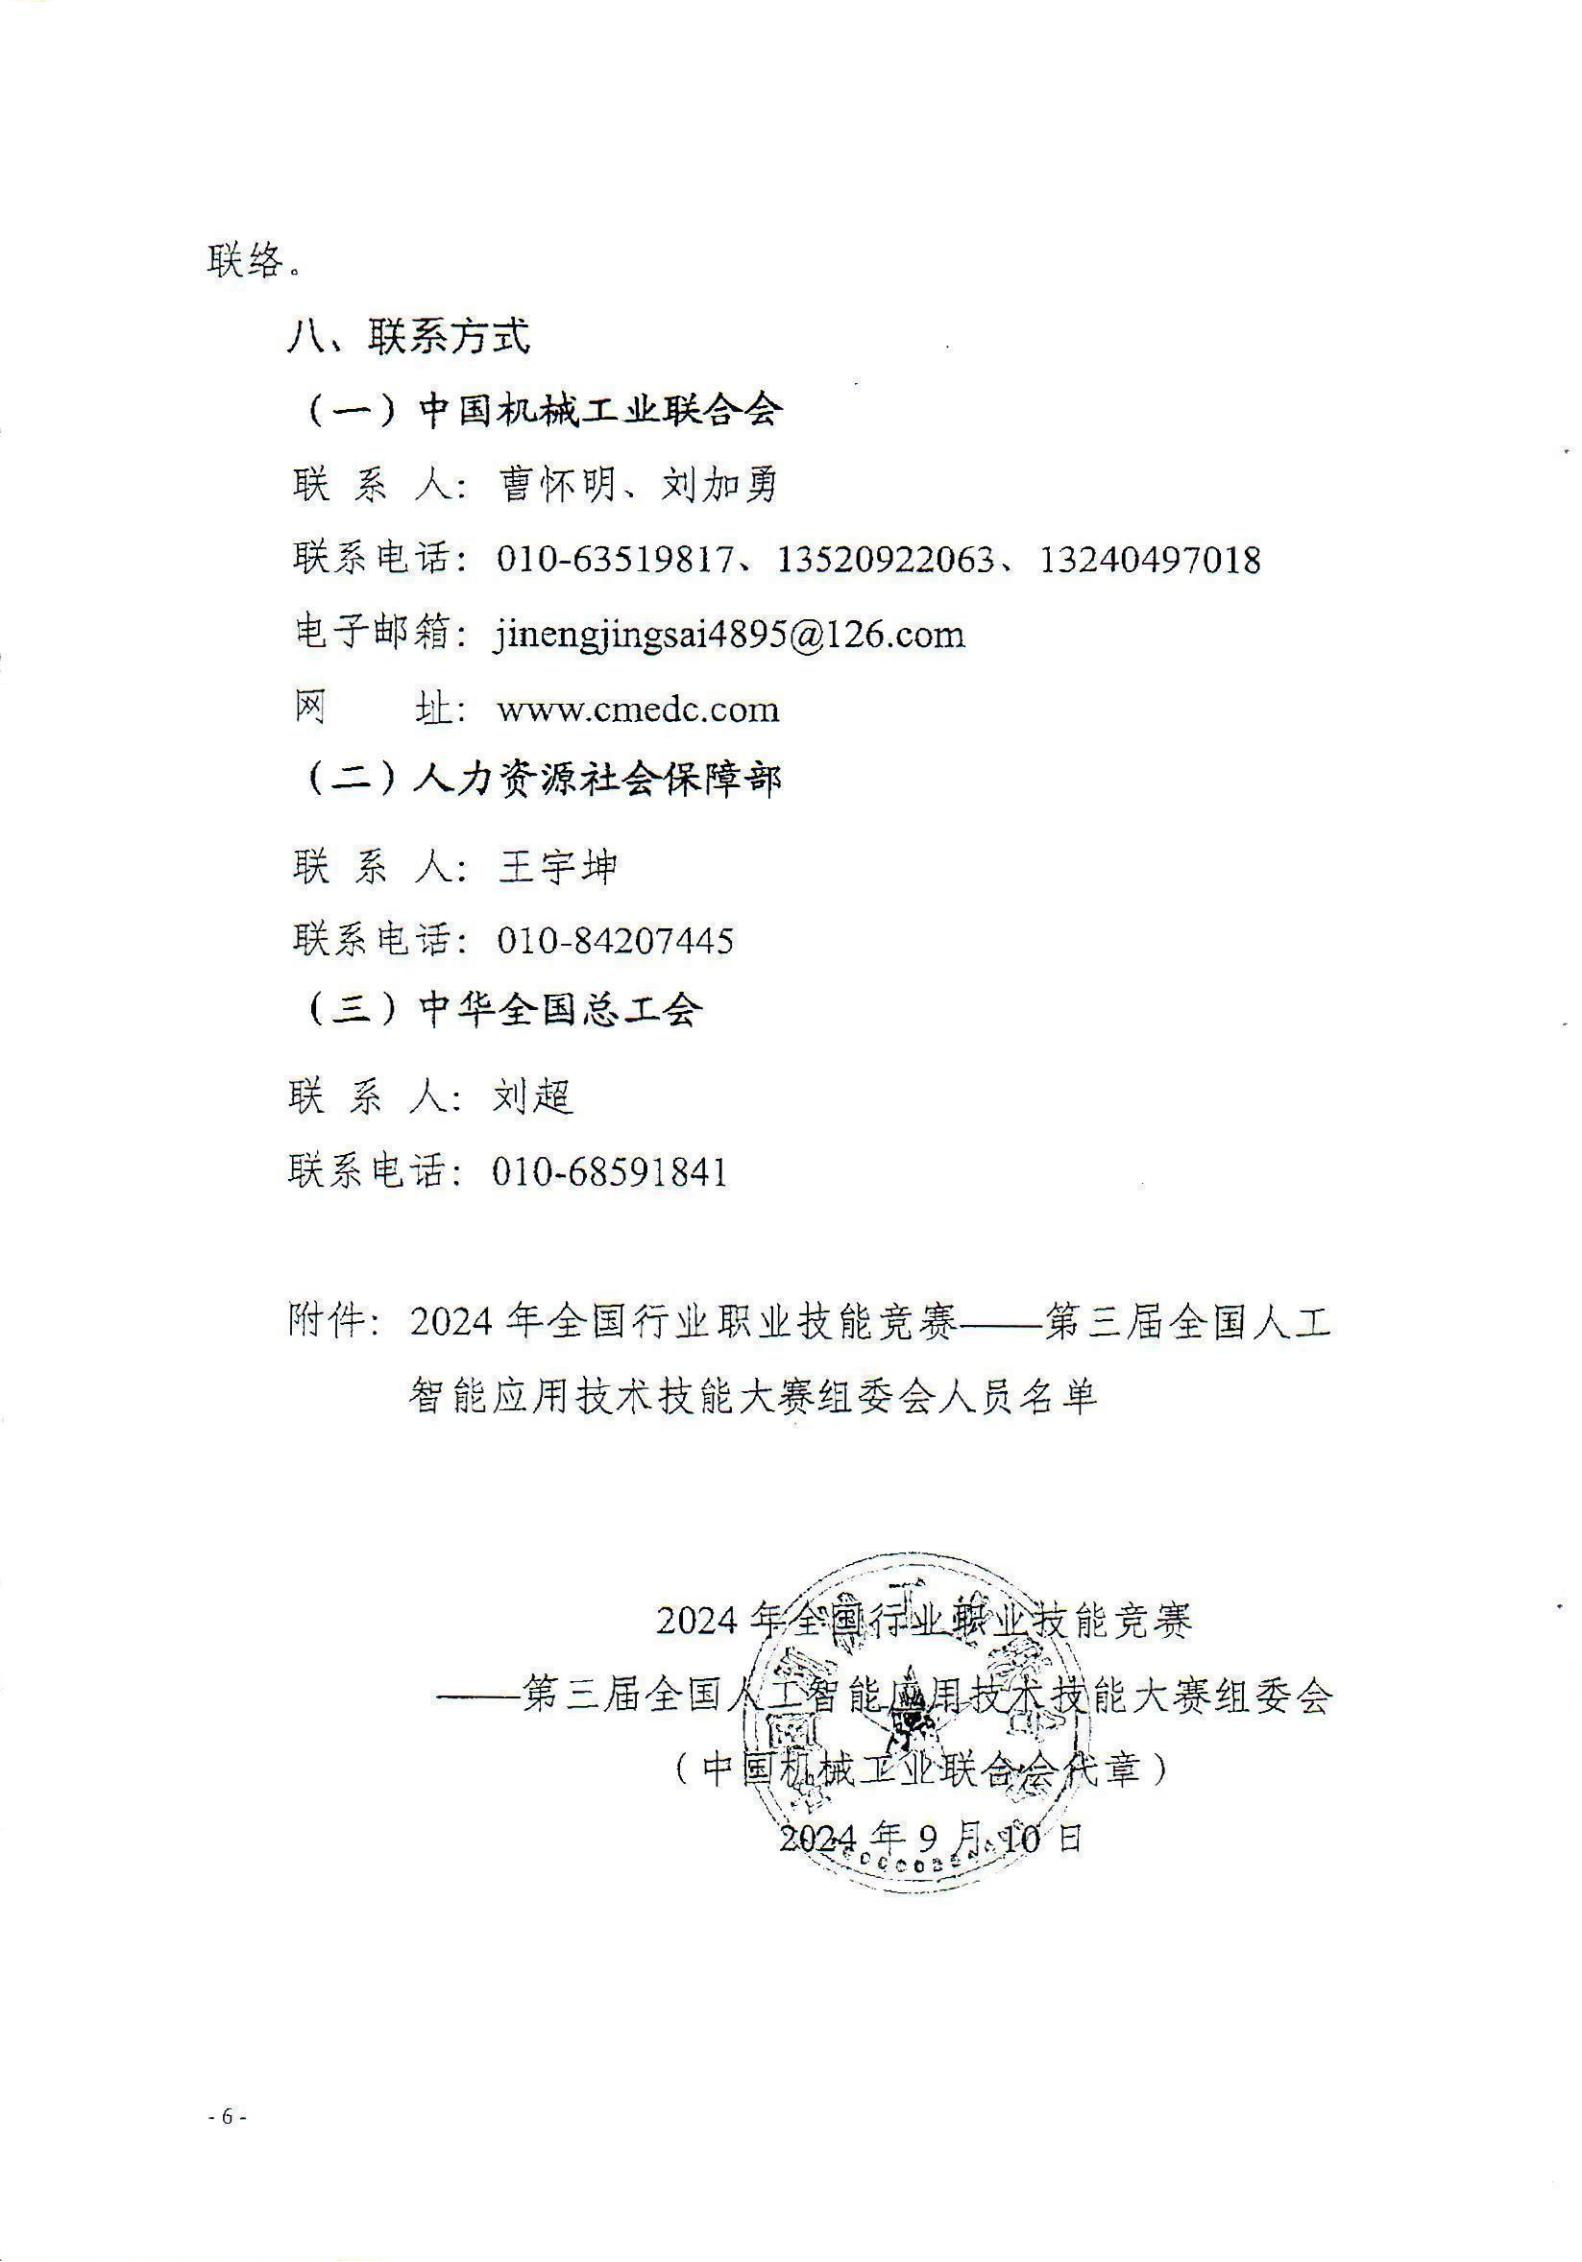 联络。
八、联系方式
（一）中国机械工业联合会
联 系 人：曹怀明、刘加勇
联系电话：010-63519817、13520922063、13240497018
电子邮箱：jinengjingsai4895@126.com
网　　址：www.cmedc.com
（二）人力资源社会保障部
联 系 人：王宇坤
联系电话：010-84207445
（三）中华全国总工会
联 系 人：刘超
联系电话：010-68591841
附件：2024 年全国行业职业技能竞赛——第三届全国人工
智能应用技术技能大赛组委会人员名单
2024 年全国行业职业技能竞赛
——第三届全国人工智能应用技术技能大赛组委会
（中国机械工业联合会代章）
2024 年 9 月 10 日
- 6 -